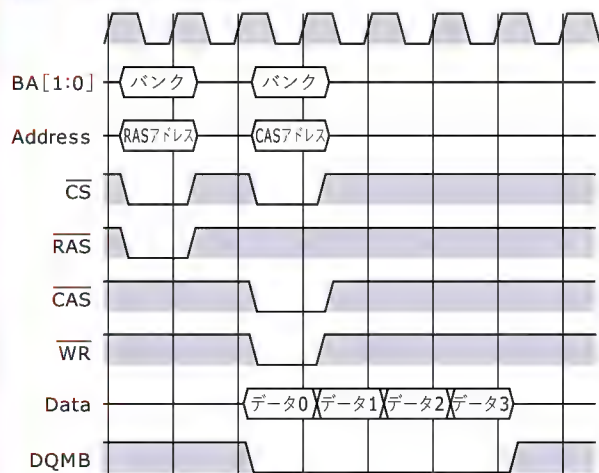 BA[1:0] バンク バンク
Address RASアドレス CASアドレス
CS
RAS
CAS
WR
Data データ0 データ1 データ2 データ3
DQMB